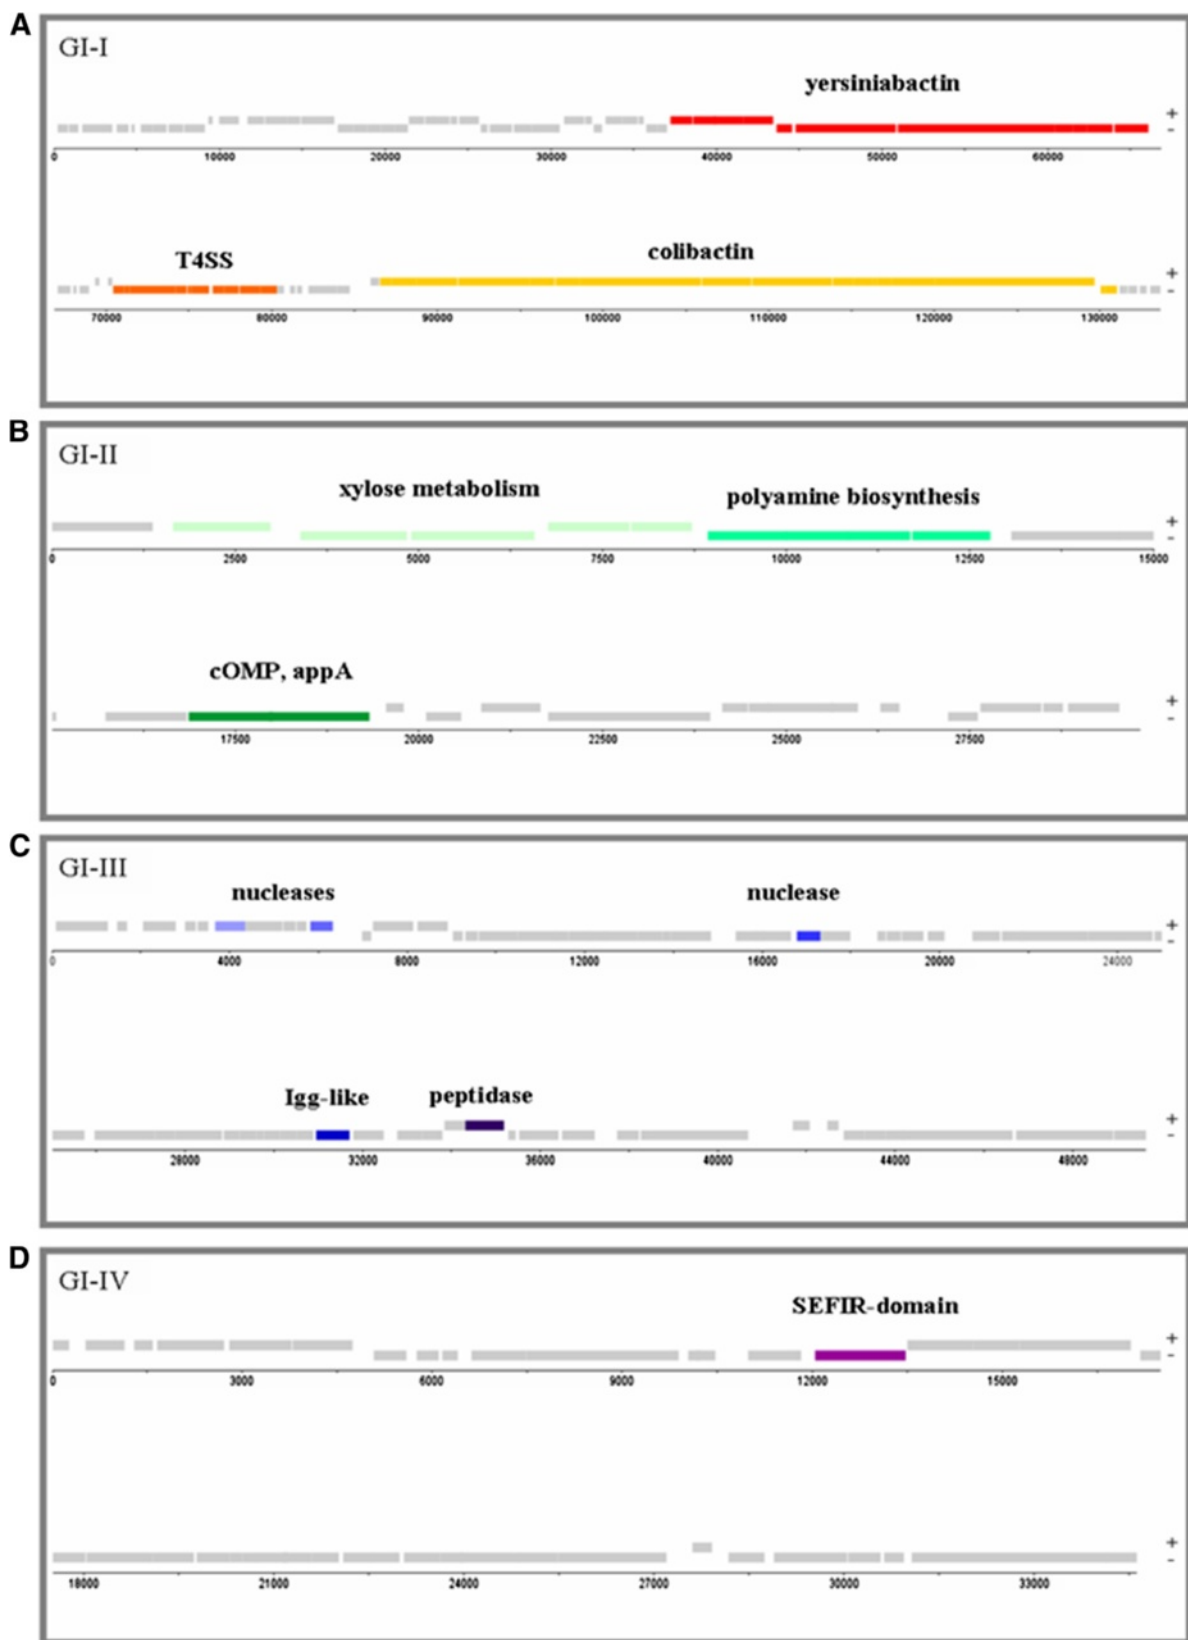 A
GI-I
yersiniabactin
+
-
0 10000 20000 30000 40000 50000 60000
T4SS
colibactin
+
-
70000 80000 90000 100000 110000 120000 130000
B
GI-II
xylose metabolism
polyamine biosynthesis
+
-
0 2500 5000 7500 10000 12500 15000
cOMP, appA
+
-
17500 20000 22500 25000 27500
C
GI-III
nucleases
nuclease
+
-
0 4000 8000 12000 16000 20000 24000
Igg-like
peptidase
+
-
28000 32000 36000 40000 44000 48000
D
GI-IV
SEFIR-domain
+
-
0 3000 6000 9000 12000 15000
+
-
18000 21000 24000 27000 30000 33000